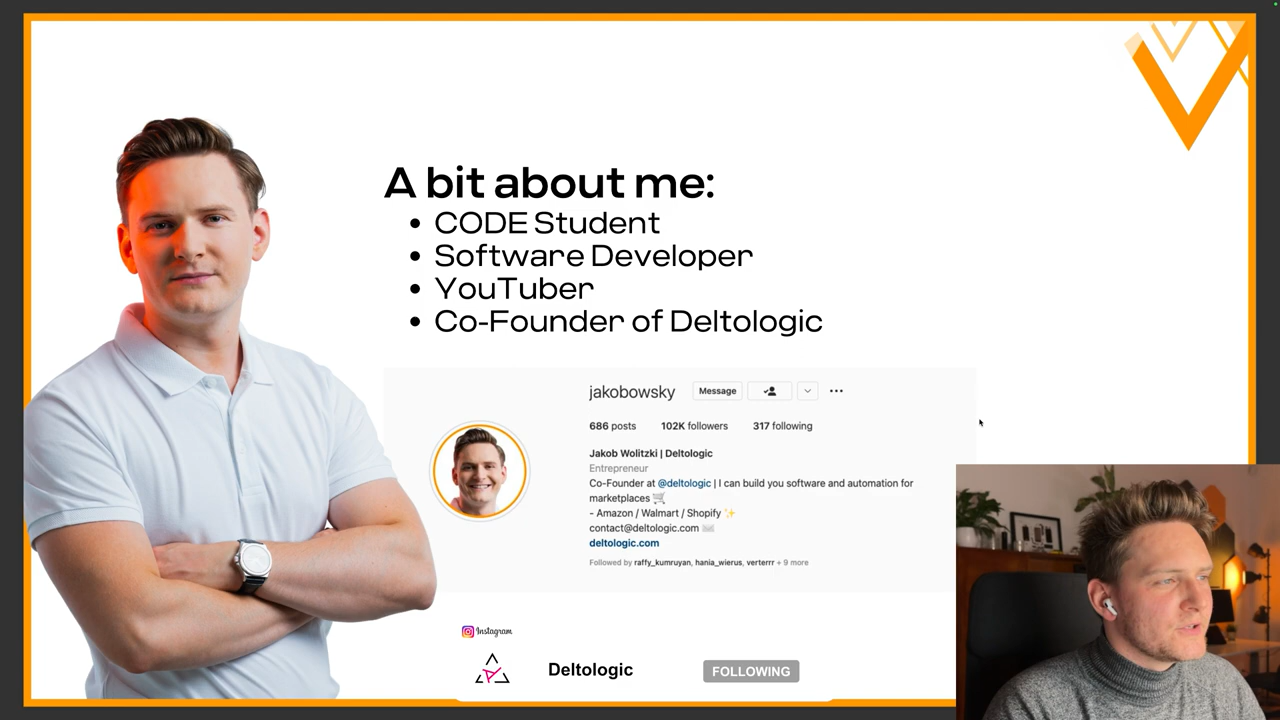 A bit about me:
• CODE Student
• Software Developer
• YouTuber
• Co-Founder of Deltologic
jakobowsky Message
686 posts 102K followers 317 following
Jakob Wolitzki | Deltologic
Entrepreneur
Co-Founder at @deltologic | I can build you software and automation for
marketplaces 🛒
- Amazon / Walmart / Shopify ✨
contact@deltologic.com ✉️
deltologic.com
Followed by raffy_kumruyan, hania_wierus, verterrr + 9 more
Instagram
Deltologic FOLLOWING